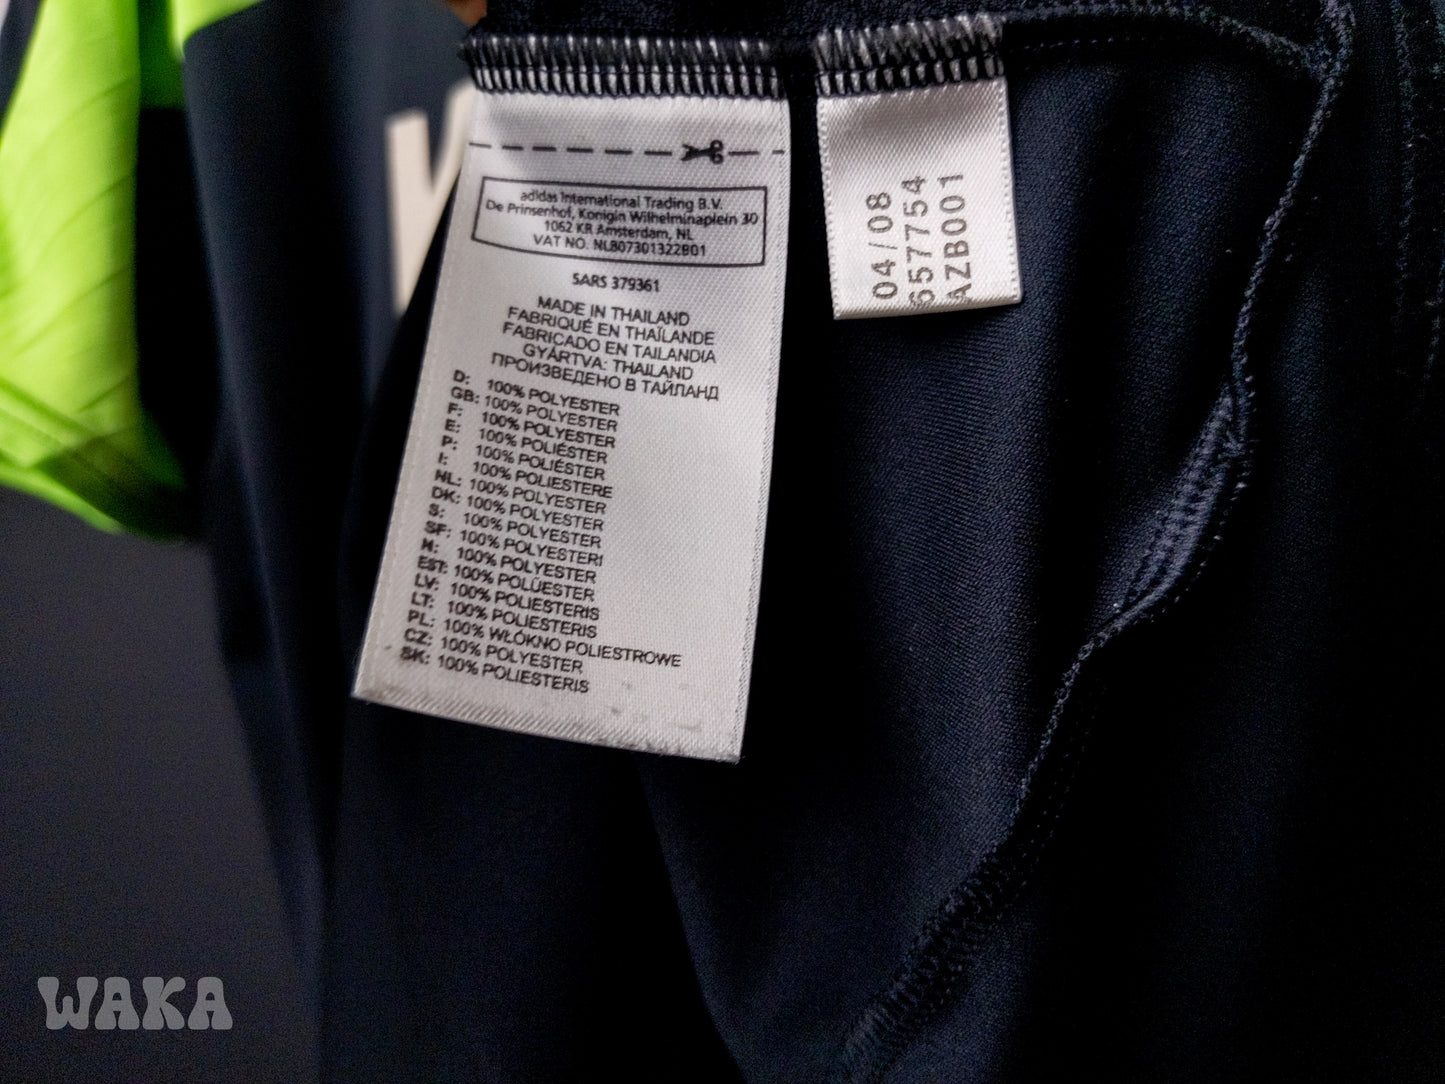 adidas International Trading B.V.
De Prinsenhof, Konigin Wilhelminaplein 30
1062 KR Amsterdam, NL
VAT NO. NL807301322B01
SARS 379361
MADE IN THAILAND
FABRIQUÉ EN THAÏLANDE
FABRICADO EN TAILANDIA
GYÁRTVA: THAILAND
ПРОИЗВЕДЕНО В ТАЙЛАНД
D: 100% POLYESTER
GB: 100% POLYESTER
F: 100% POLYESTER
E: 100% POLIÉSTER
P: 100% POLIÉSTER
I: 100% POLIESTERE
NL: 100% POLYESTER
DK: 100% POLYESTER
S: 100% POLYESTER
SF: 100% POLYESTERI
N: 100% POLYESTER
EST: 100% POLÜESTER
LV: 100% POLIESTERIS
LT: 100% POLIESTERIS
PL: 100% WŁÓKNO POLIESTROWE
CZ: 100% POLYESTER
SK: 100% POLIESTERIS
04/08
657754
AZB001
WAKA